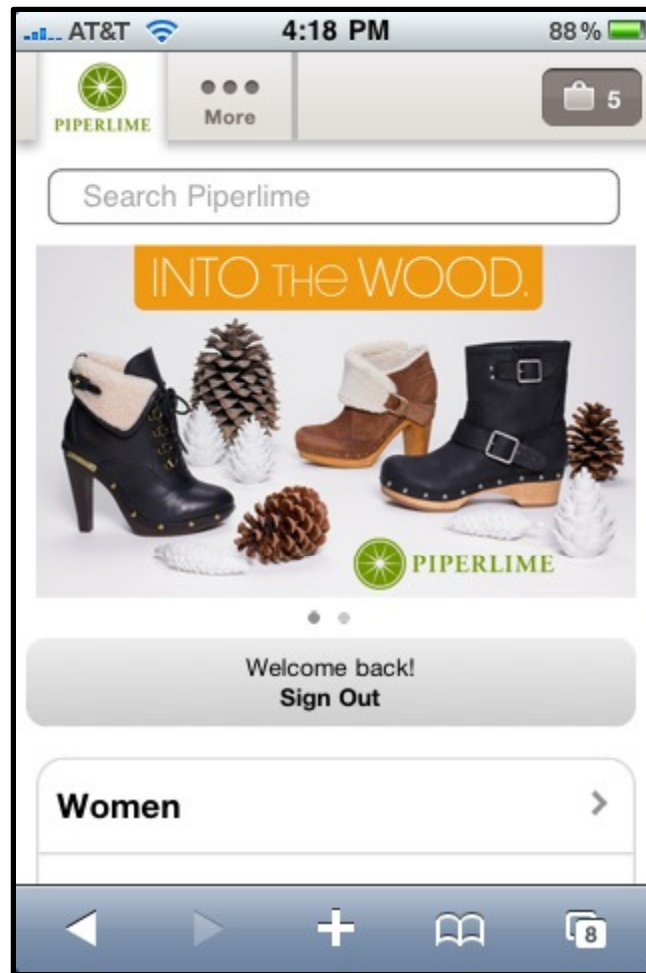 AT&T 4:18 PM 88%
PIPERLIME More 5
Search Piperlime
INTO THE WOOD.
PIPERLIME
Welcome back!
Sign Out
Women
8